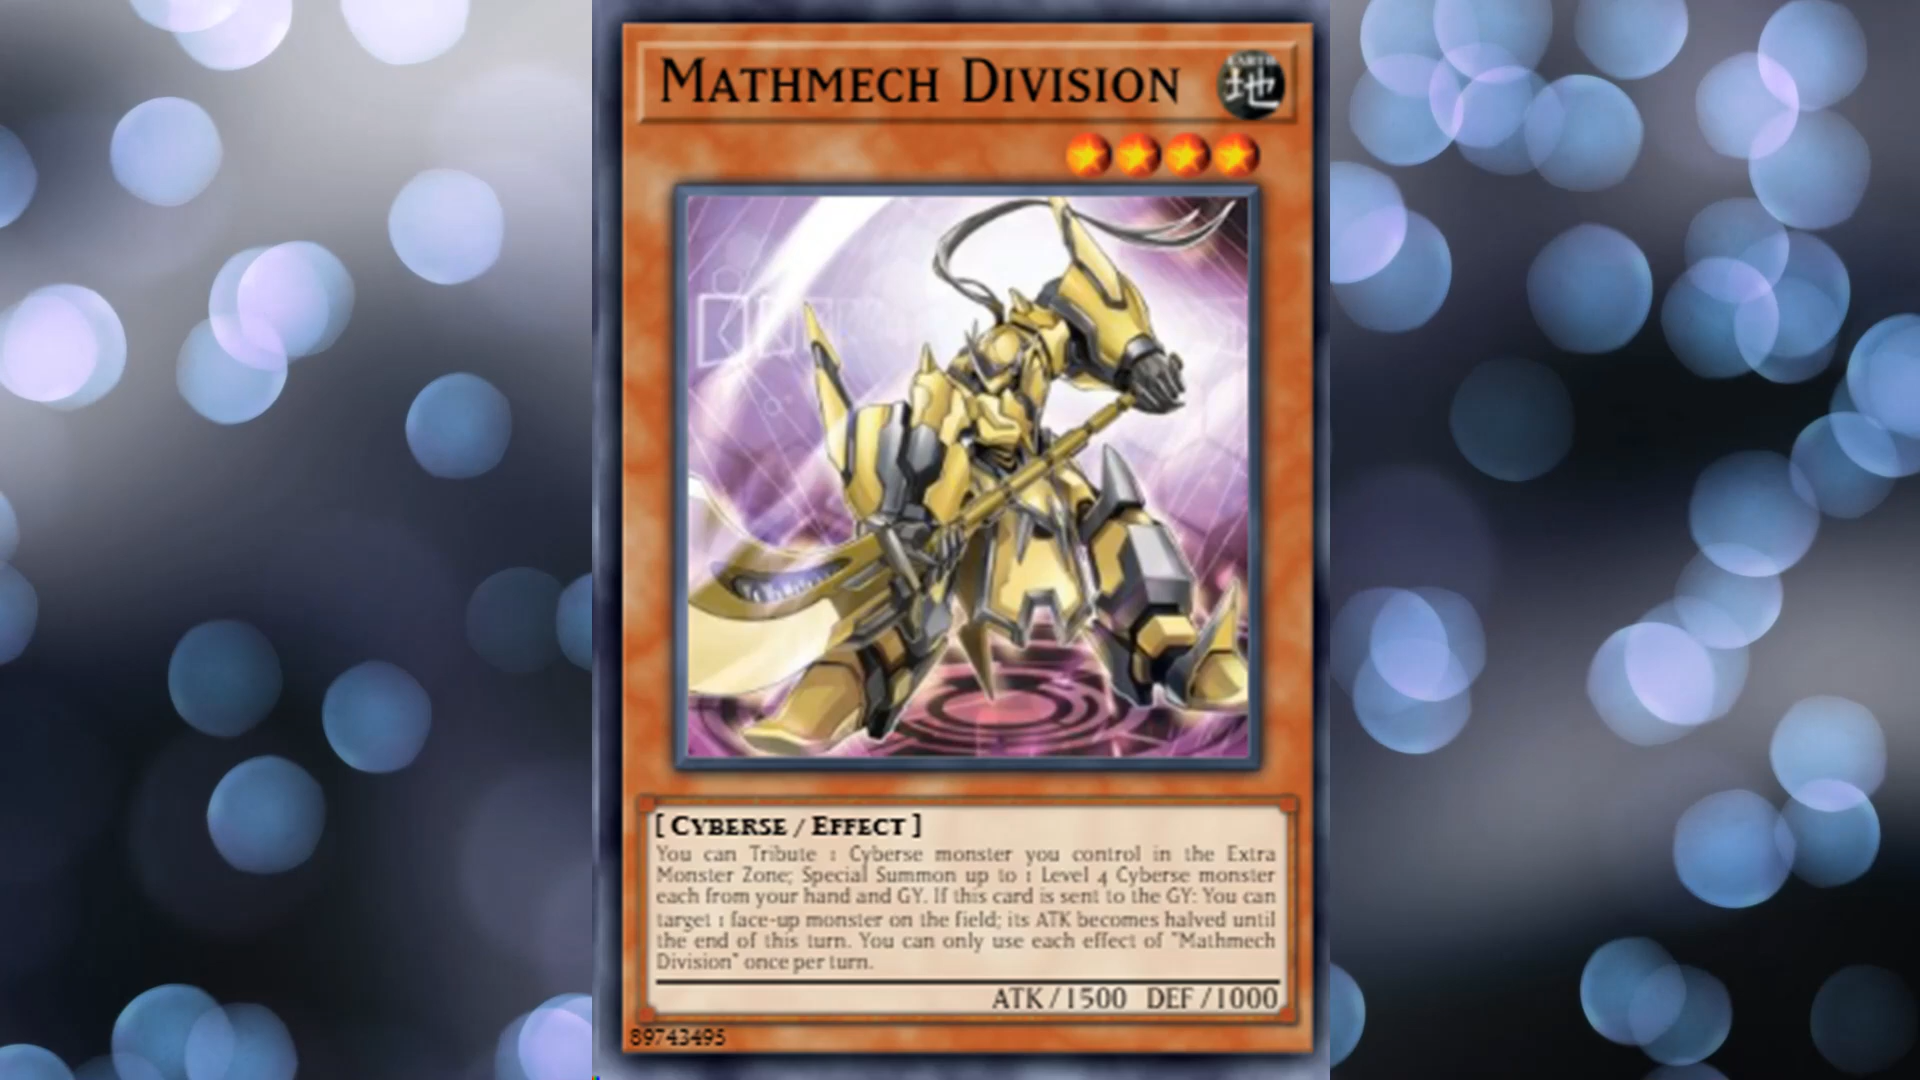 Mathmech Division
EARTH
地
[ Cyberse / Effect ]
You can Tribute 1 Cyberse monster you control in the Extra
Monster Zone; Special Summon up to 1 Level 4 Cyberse monster
each from your hand and GY. If this card is sent to the GY: You can
target 1 face-up monster on the field; its ATK becomes halved until
the end of this turn. You can only use each effect of "Mathmech
Division" once per turn.
ATK / 1500 DEF / 1000
89743495